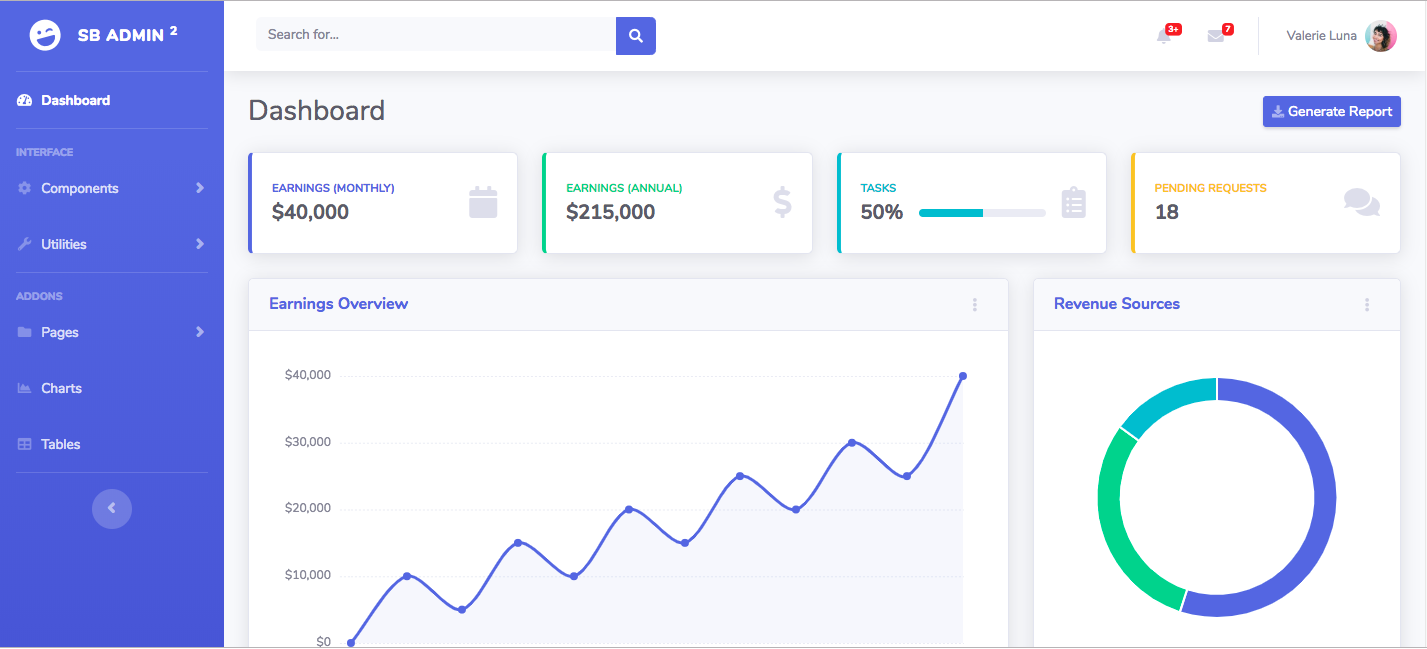 SB ADMIN 2
Search for...
3+
7
Valerie Luna
Dashboard
INTERFACE
Components
Utilities
ADDONS
Pages
Charts
Tables
Dashboard
Generate Report
EARNINGS (MONTHLY)
$40,000
EARNINGS (ANNUAL)
$215,000
TASKS
50%
PENDING REQUESTS
18
Earnings Overview
$40,000
$30,000
$20,000
$10,000
$0
Revenue Sources